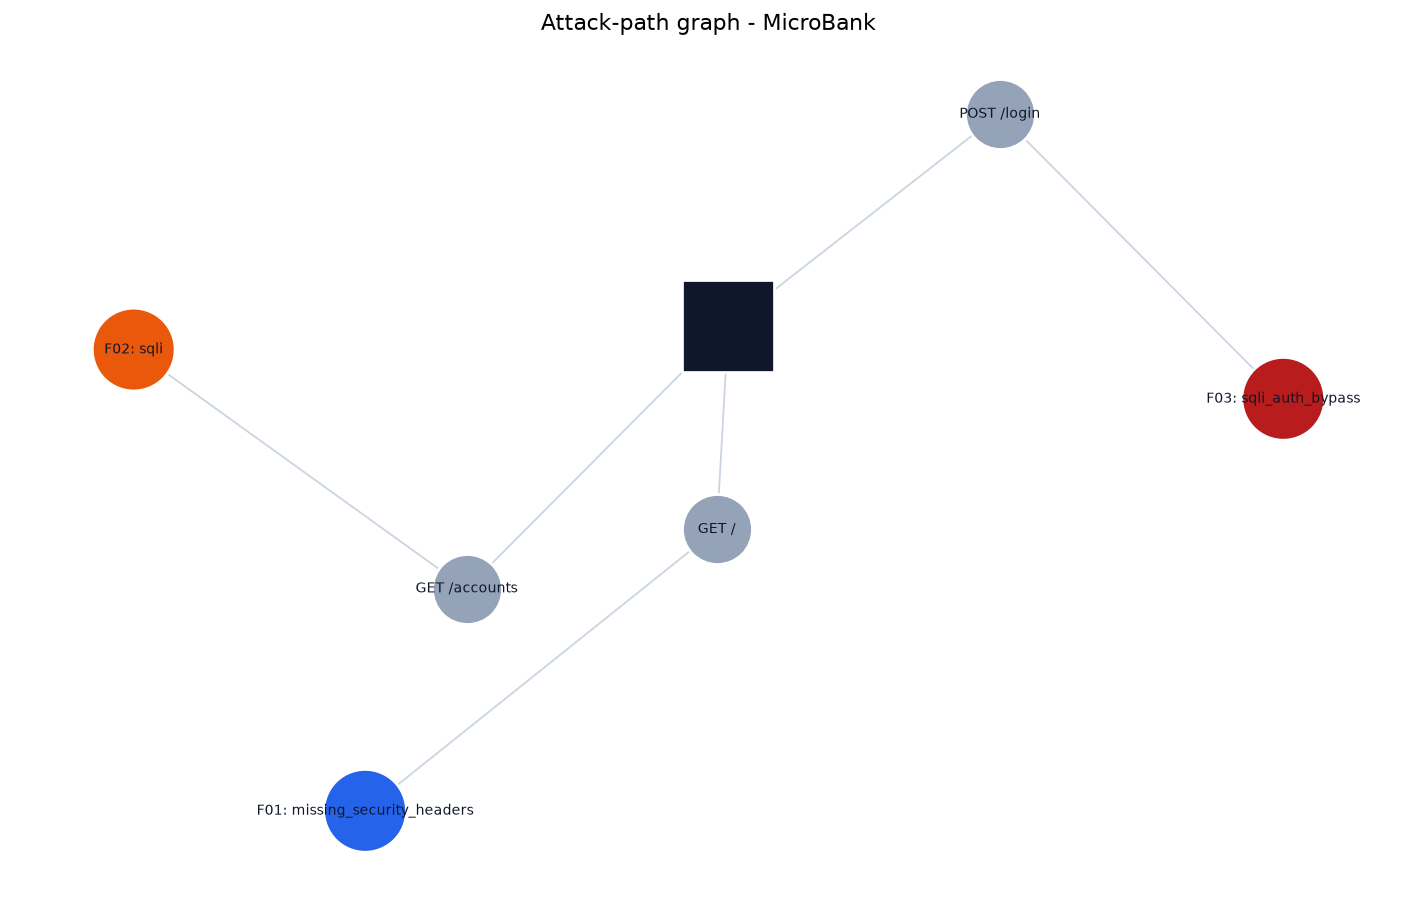 Attack-path graph - MicroBank
POST /login
F02: sqli
F03: sqli_auth_bypass
GET /
GET /accounts
F01: missing_security_headers